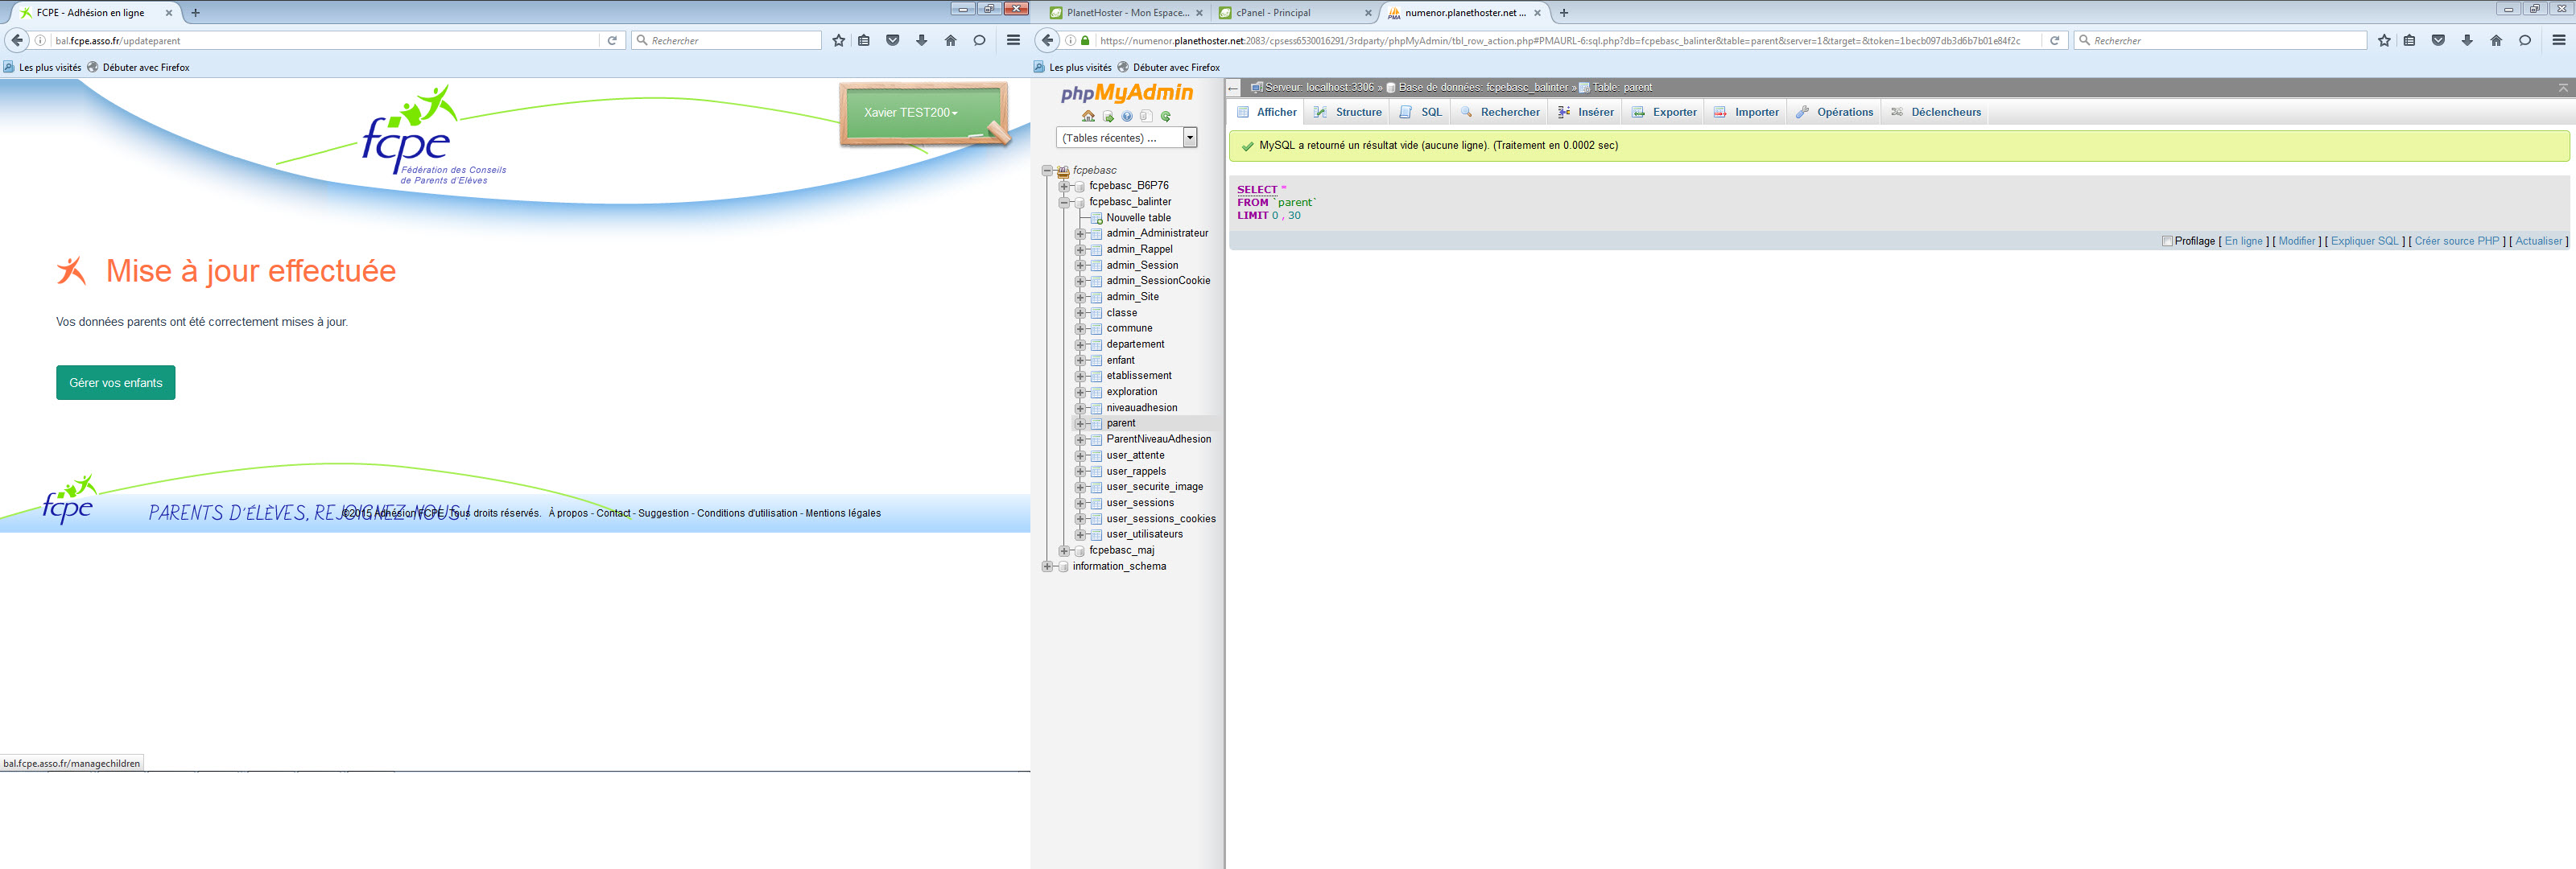 FCPE - Adhésion en ligne
bal.fcpe.asso.fr/updateparent
Rechercher
Les plus visités
Débuter avec Firefox
fcpe
Fédération des Conseils
de Parents d'Elèves
Xavier TEST200
Mise à jour effectuée
Vos données parents ont été correctement mises à jour.
Gérer vos enfants
fcpe
PARENTS D'ÉLÈVES, REJOIGNEZ-NOUS !
©2015 Adhésion FCPE, Tous droits réservés. À propos - Contact - Suggestion - Conditions d'utilisation - Mentions légales
bal.fcpe.asso.fr/managechildren
PlanetHoster - Mon Espace...
cPanel - Principal
numenor.planethoster.net ...
https://numenor.planethoster.net:2083/cpsess6530016291/3rdparty/phpMyAdmin/tbl_row_action.php#PMAURL-6:sql.php?db=fcpebasc_balinter&table=parent&server=1&target=&token=1becb097db3d6b7b01e84f2c
Rechercher
Les plus visités
Débuter avec Firefox
phpMyAdmin
(Tables récentes) ...
fcpebasc
fcpebasc_B6P76
fcpebasc_balinter
Nouvelle table
admin_Administrateur
admin_Rappel
admin_Session
admin_SessionCookie
admin_Site
classe
commune
departement
enfant
etablissement
exploration
niveauadhesion
parent
ParentNiveauAdhesion
user_attente
user_rappels
user_securite_image
user_sessions
user_sessions_cookies
user_utilisateurs
fcpebasc_maj
information_schema
Serveur: localhost:3306 » Base de données: fcpebasc_balinter » Table: parent
Afficher Structure SQL Rechercher Insérer Exporter Importer Opérations Déclencheurs
MySQL a retourné un résultat vide (aucune ligne). (Traitement en 0.0002 sec)
SELECT *
FROM `parent`
LIMIT 0 , 30
Profilage [ En ligne ] [ Modifier ] [ Expliquer SQL ] [ Créer source PHP ] [ Actualiser ]